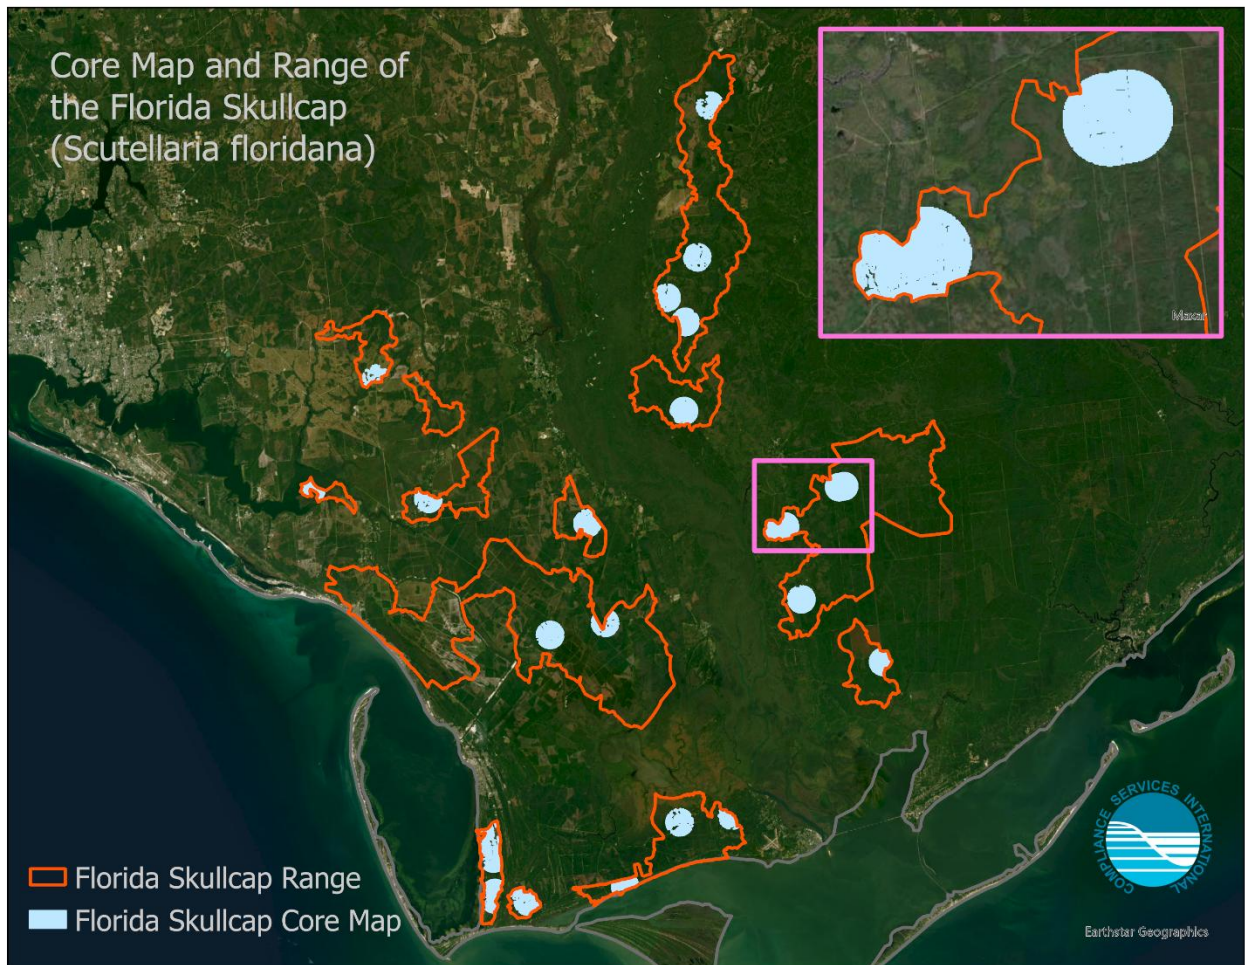 Core Map and Range of
the Florida Skullcap
(Scutellaria floridana)
Maxar
Florida Skullcap Range
Florida Skullcap Core Map
COMPLIANCE SERVICES INTERNATIONAL
Earthstar Geographics